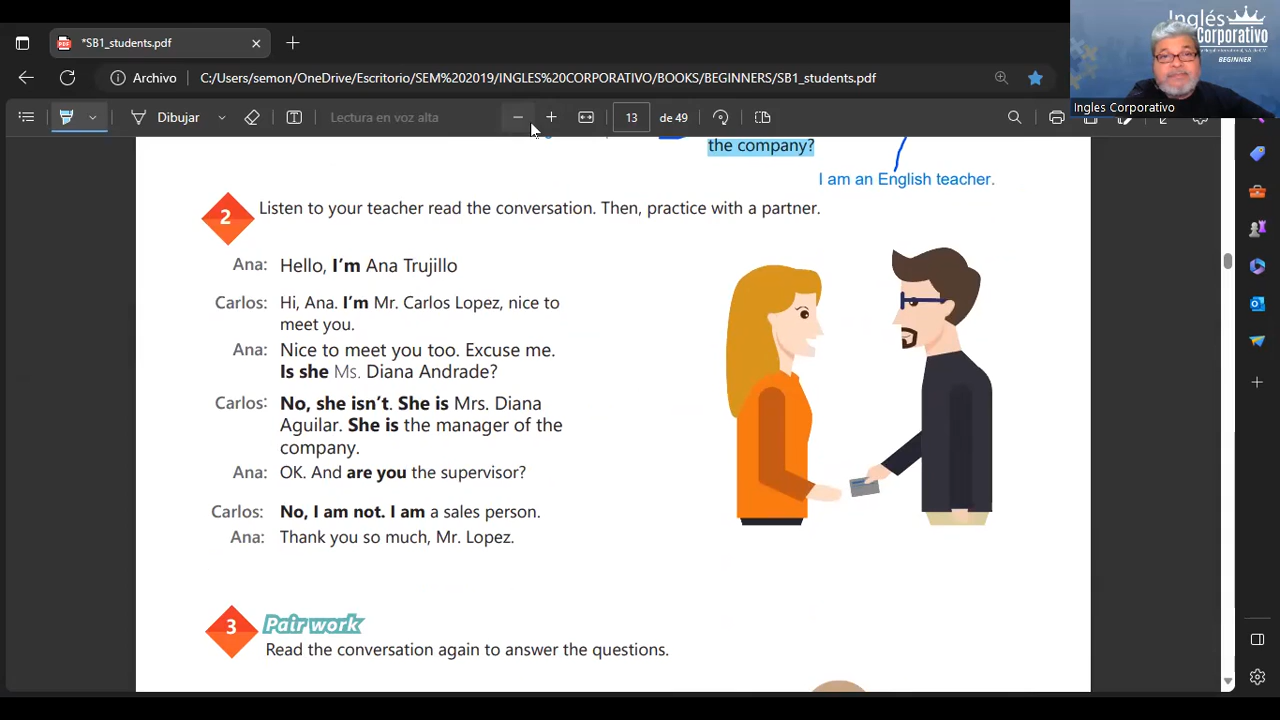 *SB1_students.pdf
Archivo
C:/Users/semon/OneDrive/Escritorio/SEM%202019/INGLES%20CORPORATIVO/BOOKS/BEGINNERS/SB1_students.pdf
Inglés
Corporativo
BEGINNER
Ingles Corporativo
Dibujar
Lectura en voz alta
13
de 49
the company?
I am an English teacher.
2
Listen to your teacher read the conversation. Then, practice with a partner.
Ana: Hello, I'm Ana Trujillo
Carlos: Hi, Ana. I'm Mr. Carlos Lopez, nice to
meet you.
Ana: Nice to meet you too. Excuse me.
Is she Ms. Diana Andrade?
Carlos: No, she isn't. She is Mrs. Diana
Aguilar. She is the manager of the
company.
Ana: OK. And are you the supervisor?
Carlos: No, I am not. I am a sales person.
Ana: Thank you so much, Mr. Lopez.
3
Pair work
Read the conversation again to answer the questions.